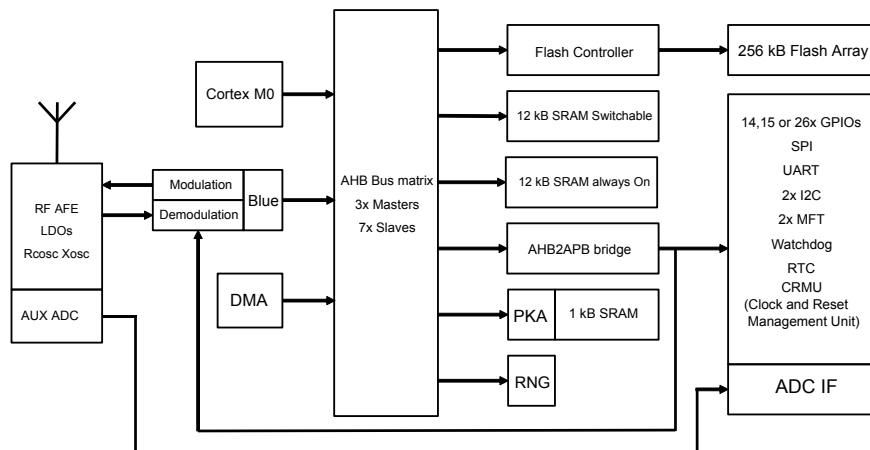 Cortex M0
RF AFE
LDOs
Rcosc Xosc
AUX ADC
Modulation
Demodulation
Blue
DMA
AHB Bus matrix
3x Masters
7x Slaves
Flash Controller
12 kB SRAM Switchable
12 kB SRAM always On
AHB2APB bridge
PKA
1 kB SRAM
RNG
256 kB Flash Array
14,15 or 26x GPIOs
SPI
UART
2x I2C
2x MFT
Watchdog
RTC
CRMU
(Clock and Reset
Management Unit)
ADC IF